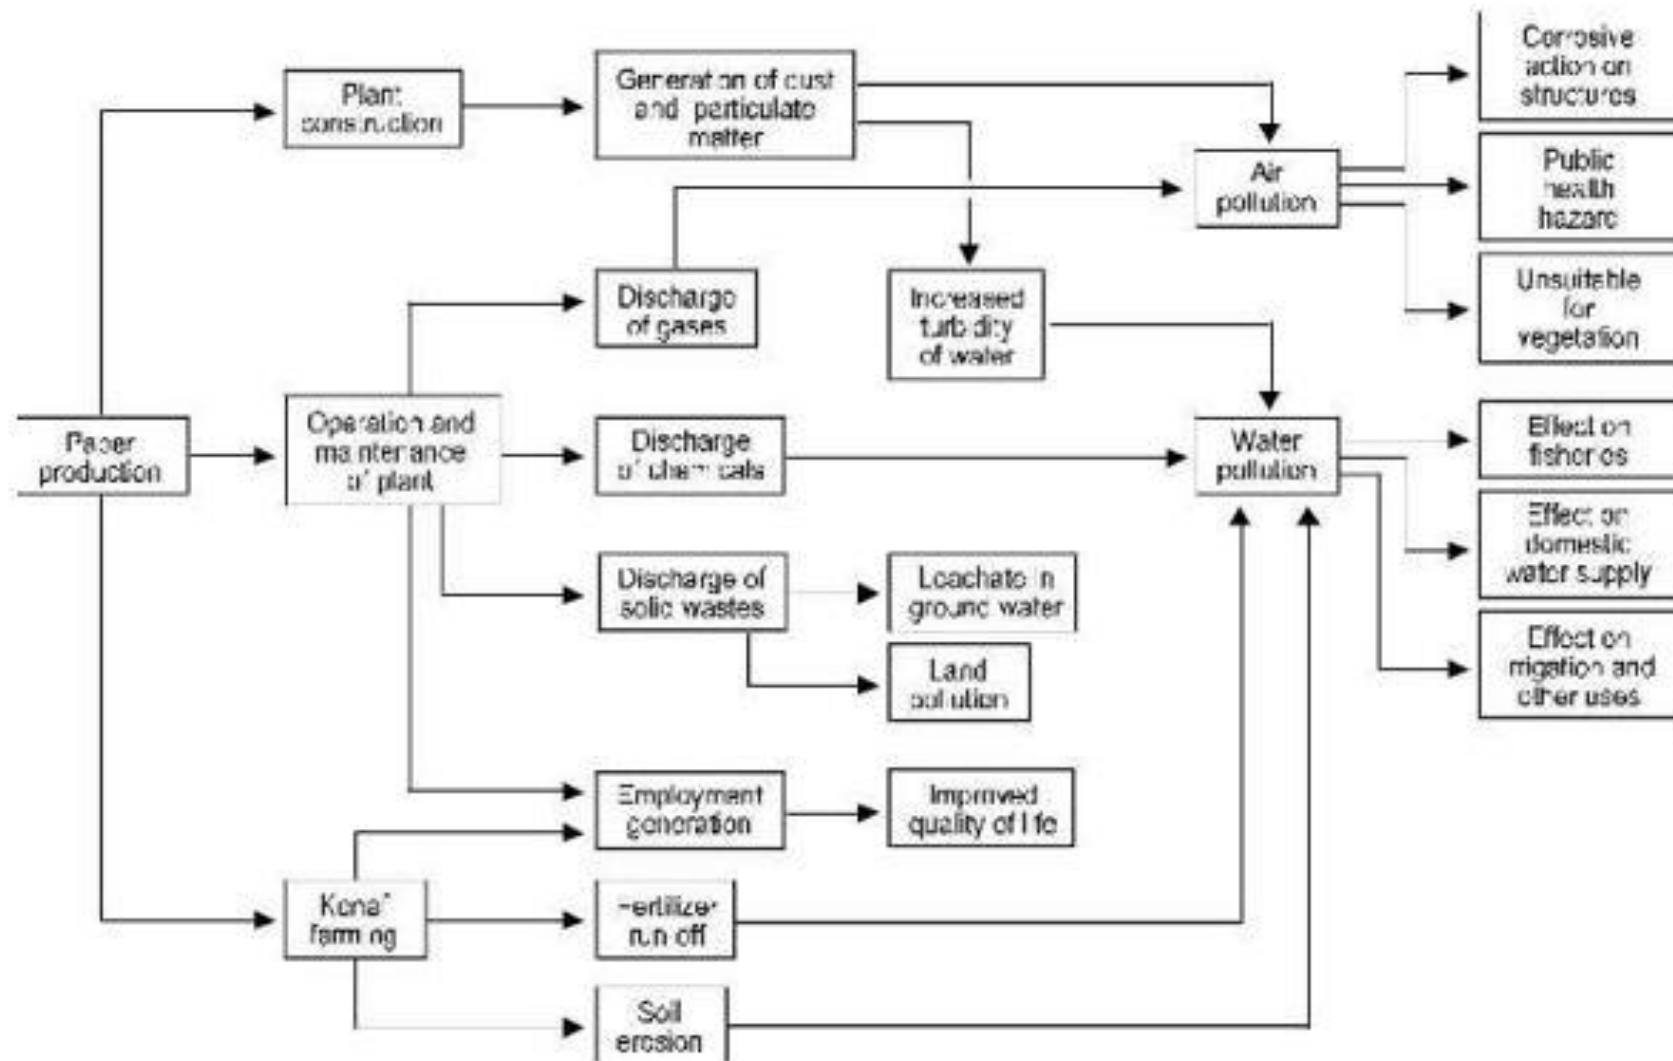 Plant
construction
Generation of dust
and particulate
matter
Corrosive
action on
structures
Air
pollution
Public
health
hazard
Unsuitable
for
vegetation
Discharge
of gases
Increased
turbidity
of water
Paper
production
Operation and
maintenance
of plant
Discharge
of chemicals
Water
pollution
Effect on
fisheries
Effect on
domestic
water supply
Effect on
irrigation and
other uses
Discharge of
solid wastes
Leachate in
ground water
Land
pollution
Employment
generation
Improved
quality of life
Kenaf
farming
Fertilizer
run off
Soil
erosion